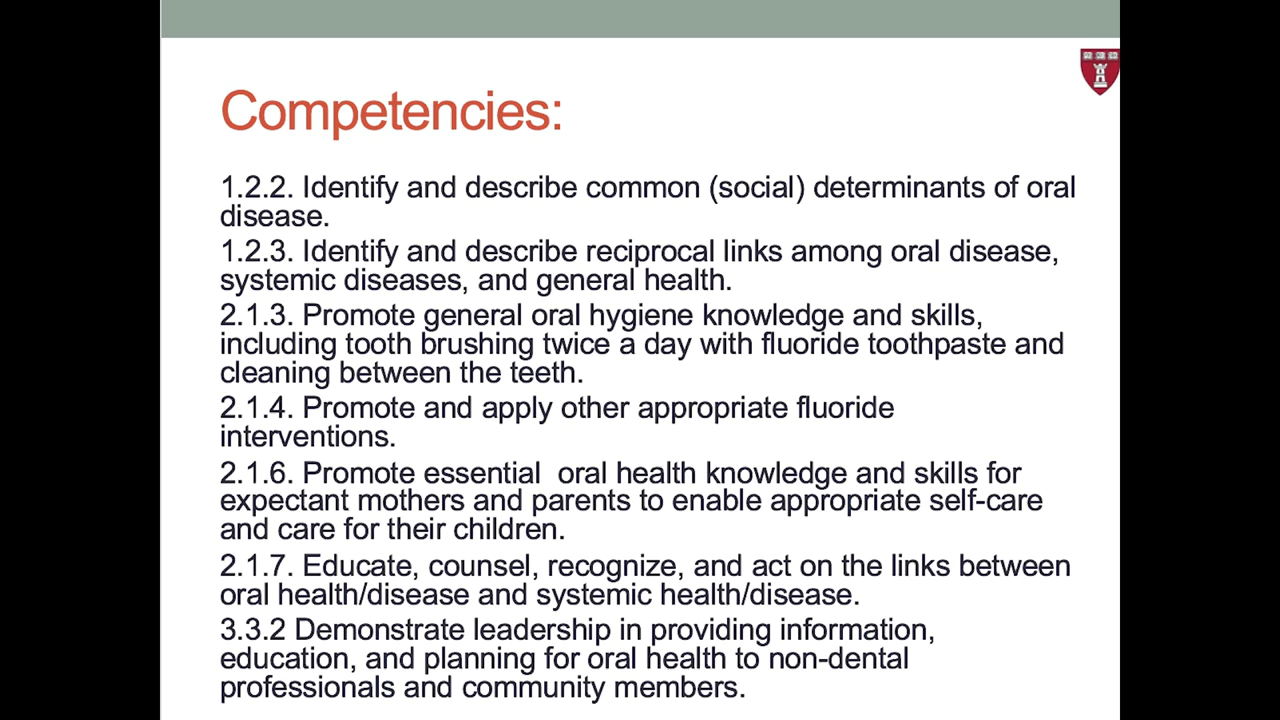 Competencies:
1.2.2. Identify and describe common (social) determinants of oral
disease.
1.2.3. Identify and describe reciprocal links among oral disease,
systemic diseases, and general health.
2.1.3. Promote general oral hygiene knowledge and skills,
including tooth brushing twice a day with fluoride toothpaste and
cleaning between the teeth.
2.1.4. Promote and apply other appropriate fluoride
interventions.
2.1.6. Promote essential  oral health knowledge and skills for
expectant mothers and parents to enable appropriate self-care
and care for their children.
2.1.7. Educate, counsel, recognize, and act on the links between
oral health/disease and systemic health/disease.
3.3.2 Demonstrate leadership in providing information,
education, and planning for oral health to non-dental
professionals and community members.